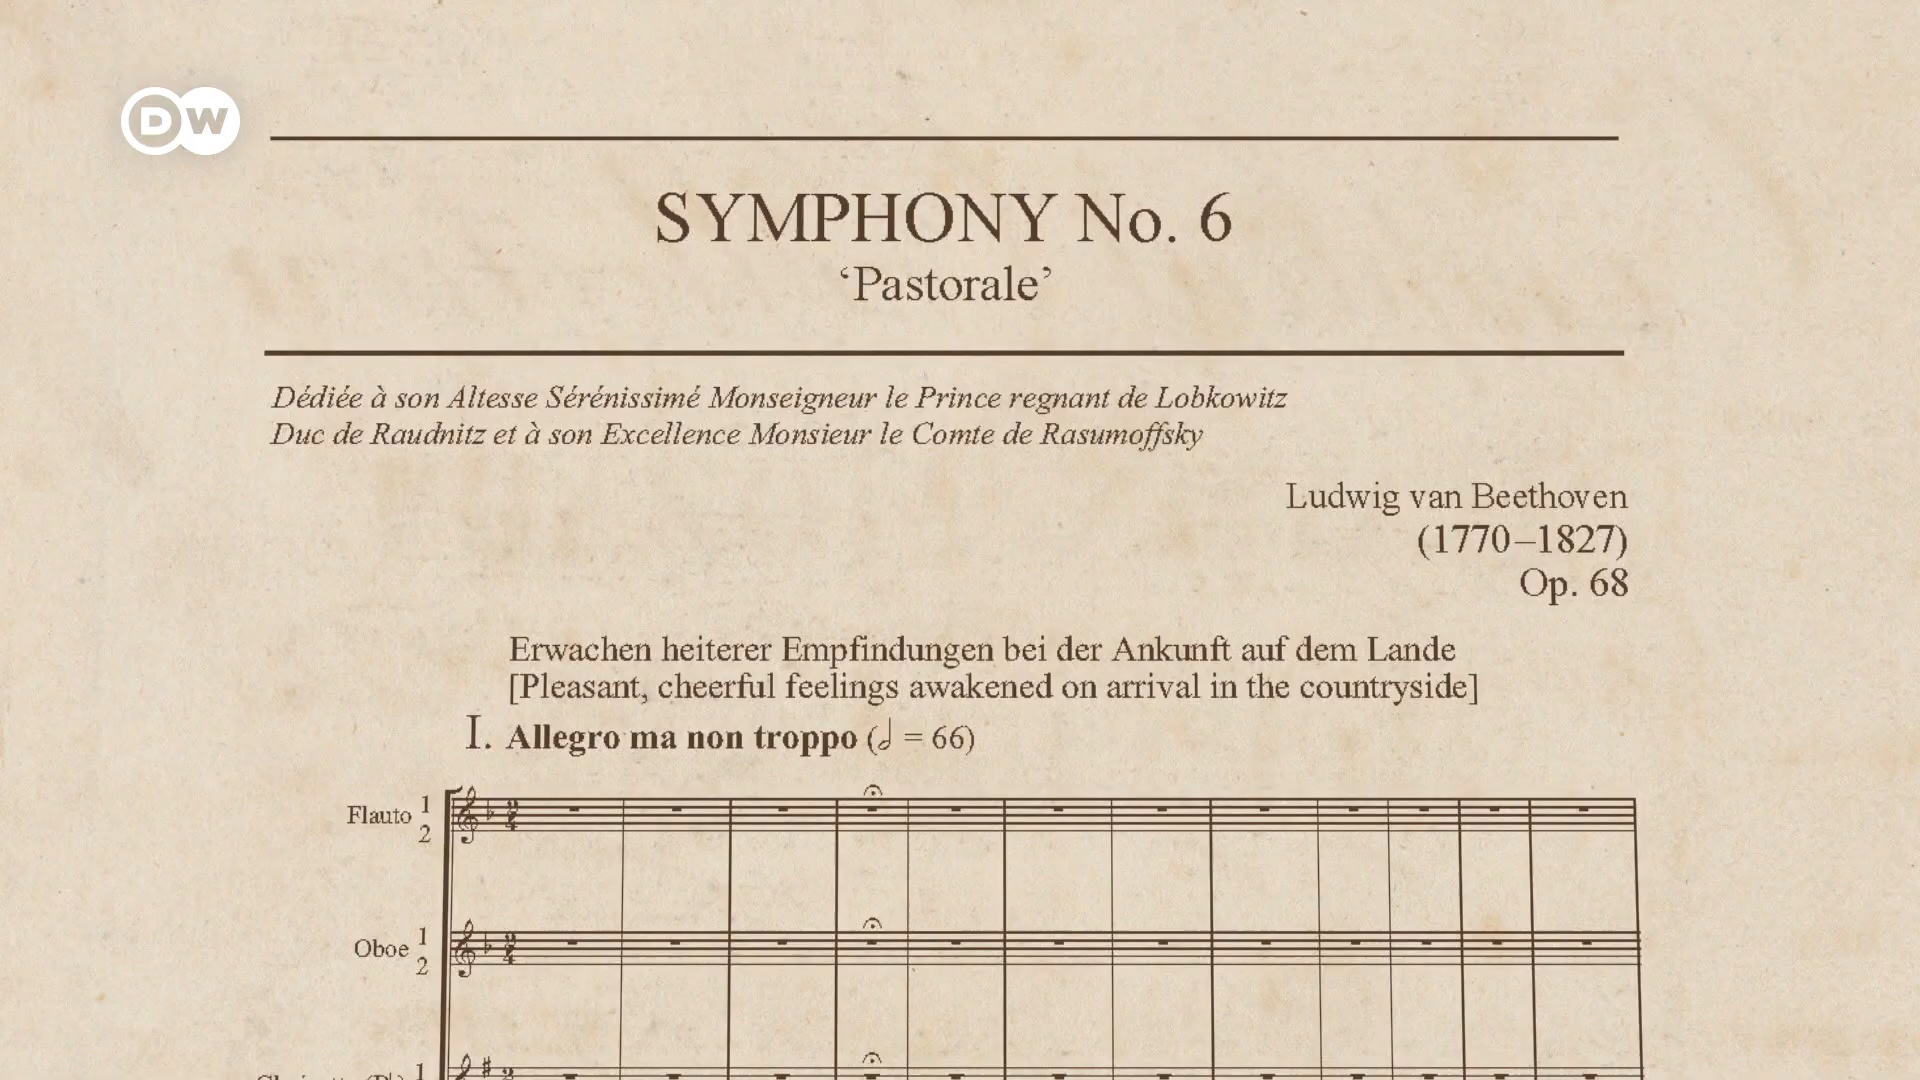 DW
SYMPHONY No. 6
‘Pastorale’
Dédiée à son Altesse Sérénissimé Monseigneur le Prince regnant de Lobkowitz
Duc de Raudnitz et à son Excellence Monsieur le Comte de Rasumoffsky
Ludwig van Beethoven
(1770–1827)
Op. 68
Erwachen heiterer Empfindungen bei der Ankunft auf dem Lande
[Pleasant, cheerful feelings awakened on arrival in the countryside]
I. Allegro ma non troppo (𝅗𝅥 = 66)
Flauto 1
2
Oboe 1
2
1